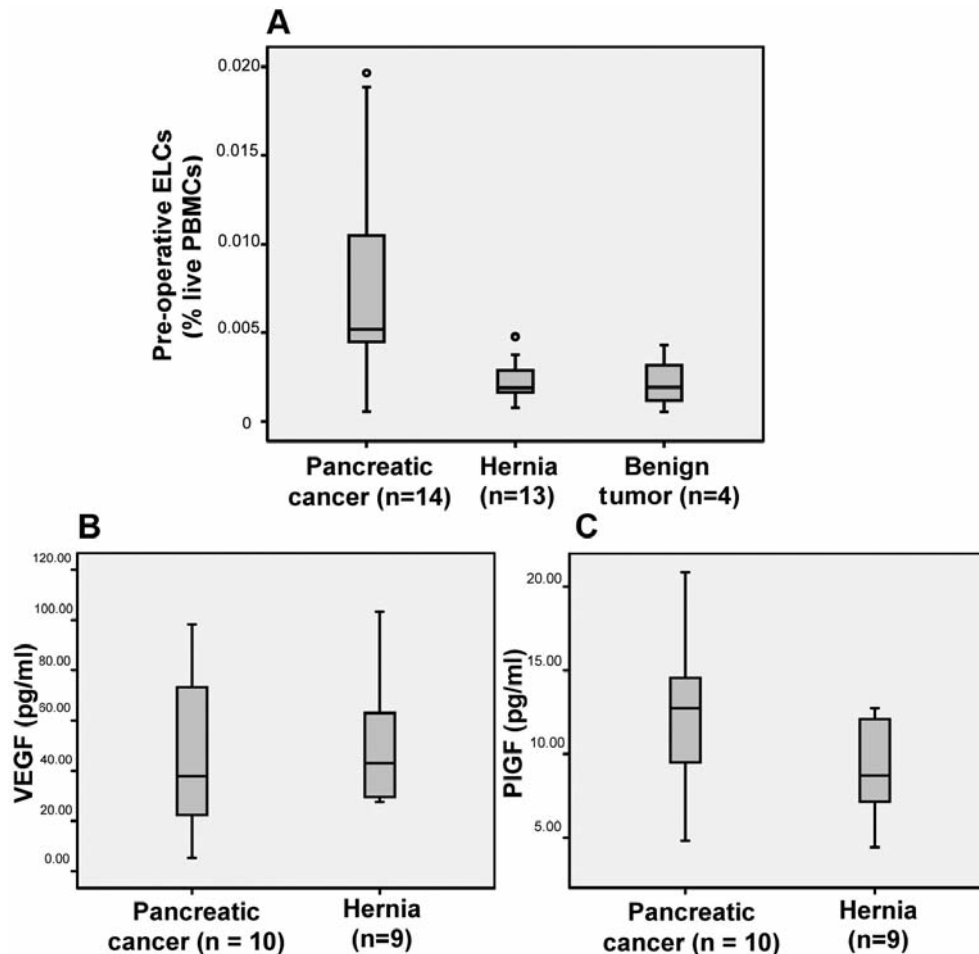 A
Pre-operative ELCs
(% live PBMCs)
0.020
0.015
0.010
0.005
0
Pancreatic
cancer (n=14)
Hernia
(n=13)
Benign
tumor (n=4)
B
VEGF (pg/ml)
120.00
100.00
80.00
60.00
40.00
20.00
0.00
Pancreatic
cancer (n = 10)
Hernia
(n=9)
C
PlGF (pg/ml)
20.00
15.00
10.00
5.00
Pancreatic
cancer (n = 10)
Hernia
(n=9)